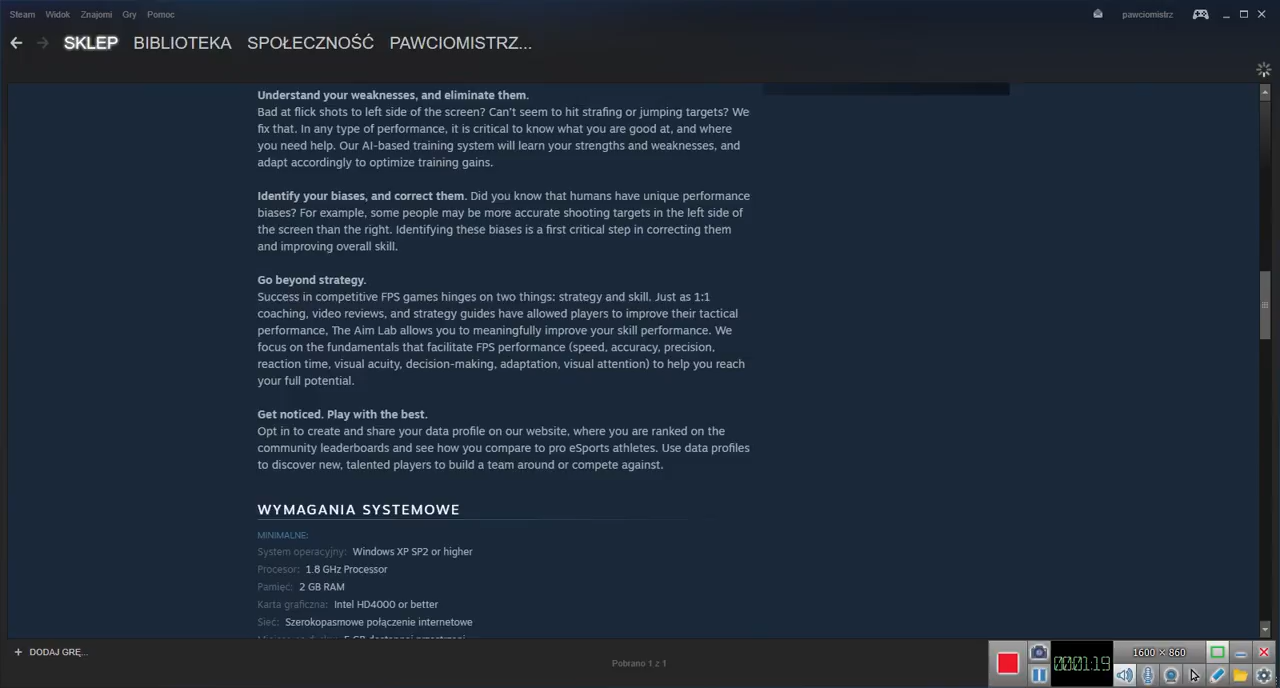 Steam Widok Znajomi Gry Pomoc pawciomistrz
SKLEP BIBLIOTEKA SPOŁECZNOŚĆ PAWCIOMISTRZ...
Understand your weaknesses, and eliminate them.
Bad at flick shots to left side of the screen? Can't seem to hit strafing or jumping targets? We
fix that. In any type of performance, it is critical to know what you are good at, and where
you need help. Our AI-based training system will learn your strengths and weaknesses, and
adapt accordingly to optimize training gains.
Identify your biases, and correct them. Did you know that humans have unique performance
biases? For example, some people may be more accurate shooting targets in the left side of
the screen than the right. Identifying these biases is a first critical step in correcting them
and improving overall skill.
Go beyond strategy.
Success in competitive FPS games hinges on two things: strategy and skill. Just as 1:1
coaching, video reviews, and strategy guides have allowed players to improve their tactical
performance, The Aim Lab allows you to meaningfully improve your skill performance. We
focus on the fundamentals that facilitate FPS performance (speed, accuracy, precision,
reaction time, visual acuity, decision-making, adaptation, visual attention) to help you reach
your full potential.
Get noticed. Play with the best.
Opt in to create and share your data profile on our website, where you are ranked on the
community leaderboards and see how you compare to pro eSports athletes. Use data profiles
to discover new, talented players to build a team around or compete against.
WYMAGANIA SYSTEMOWE
MINIMALNE:
System operacyjny: Windows XP SP2 or higher
Procesor: 1.8 GHz Processor
Pamięć: 2 GB RAM
Karta graficzna: Intel HD4000 or better
Sieć: Szerokopasmowe połączenie internetowe
Miejsce na dysku: 5 GB dostępnej przestrzeni
+ DODAJ GRĘ...
Pobrano 1 z 1
0001:19
1600 × 860